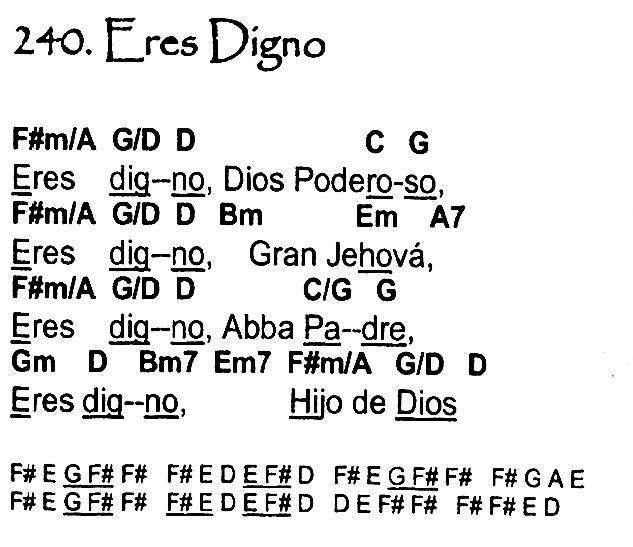 240. Eres Digno
F#m/A G/D D C G
Eres dig--no, Dios Podero-so,
F#m/A G/D D Bm Em A7
Eres dig--no, Gran Jehová,
F#m/A G/D D C/G G
Eres dig--no, Abba Pa--dre,
Gm D Bm7 Em7 F#m/A G/D D
Eres dig--no, Hijo de Dios
F# E G F# F# F# E D E F# D F# E G F# F# F# G A E
F# E G F# F# F# E D E F# D D E F# F# F# F# E D